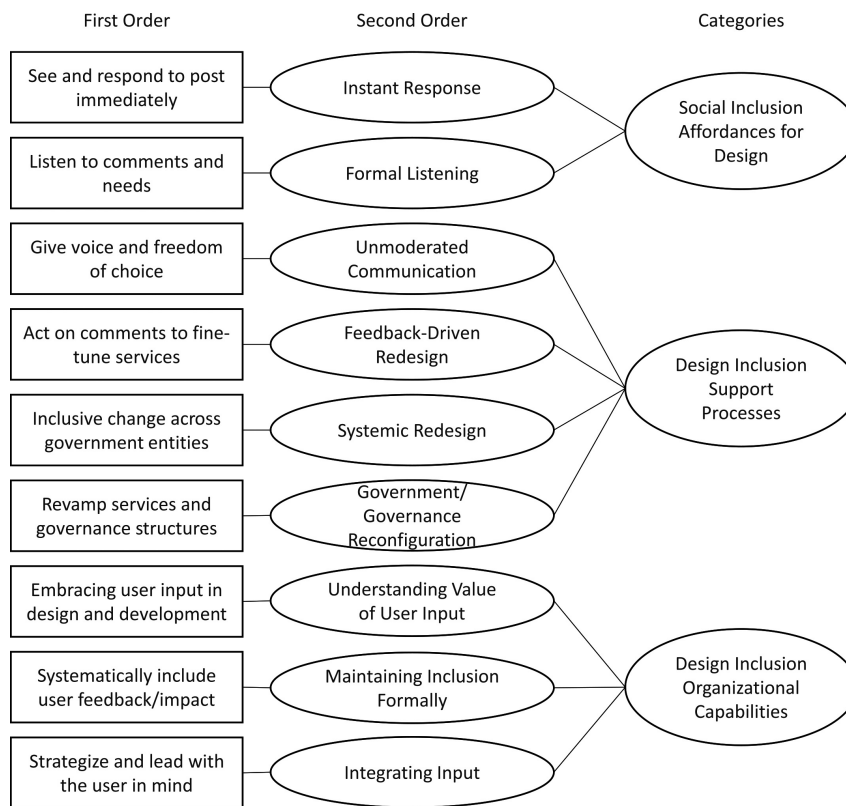 First Order
Second Order
Categories
See and respond to post
immediately
Instant Response
Social Inclusion
Affordances for
Design
Listen to comments and
needs
Formal Listening
Give voice and freedom
of choice
Unmoderated
Communication
Act on comments to fine-
tune services
Feedback-Driven
Redesign
Design Inclusion
Support
Processes
Inclusive change across
government entities
Systemic Redesign
Revamp services and
governance structures
Government/
Governance
Reconfiguration
Embracing user input in
design and development
Understanding Value
of User Input
Systematically include
user feedback/impact
Maintaining Inclusion
Formally
Design Inclusion
Organizational
Capabilities
Strategize and lead with
the user in mind
Integrating Input